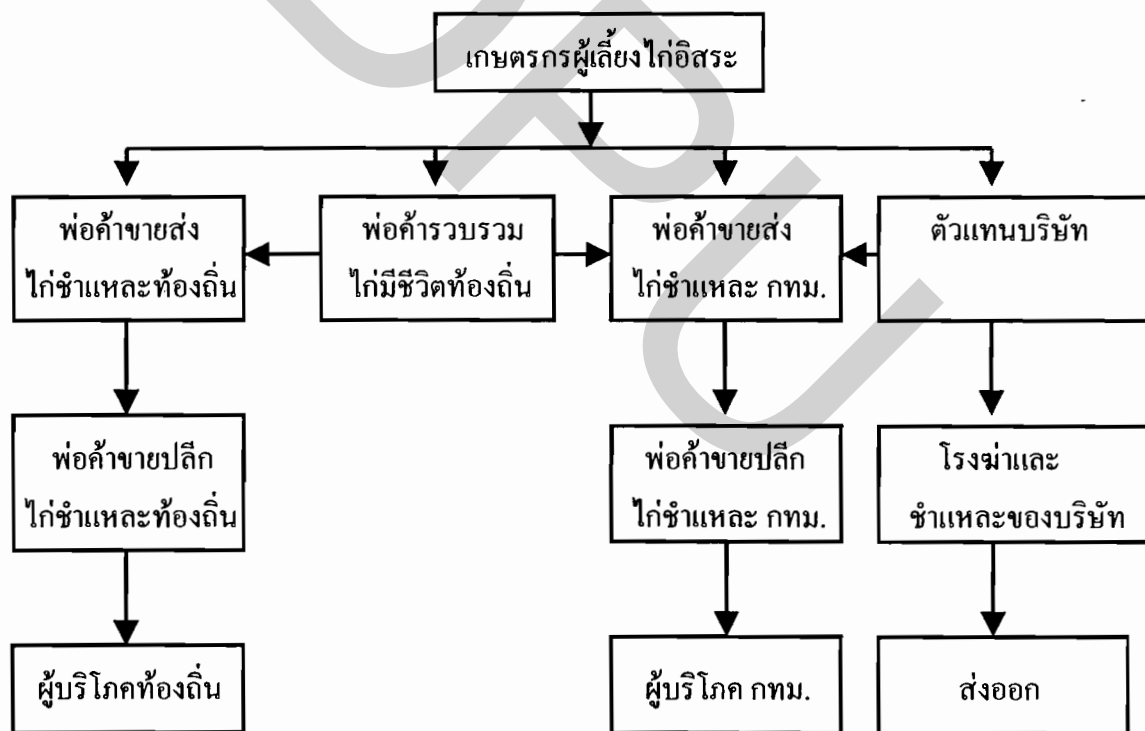 เกษตรกรผู้เลี้ยงไก่อิสระ
พ่อค้าขายส่ง
ไก่ชำแหละท้องถิ่น
พ่อค้ารวบรวม
ไก่มีชีวิตท้องถิ่น
พ่อค้าขายส่ง
ไก่ชำแหละ กทม.
ตัวแทนบริษัท
พ่อค้าขายปลีก
ไก่ชำแหละท้องถิ่น
พ่อค้าขายปลีก
ไก่ชำแหละ กทม.
โรงฆ่าและ
ชำแหละของบริษัท
ผู้บริโภคท้องถิ่น
ผู้บริโภค กทม.
ส่งออก